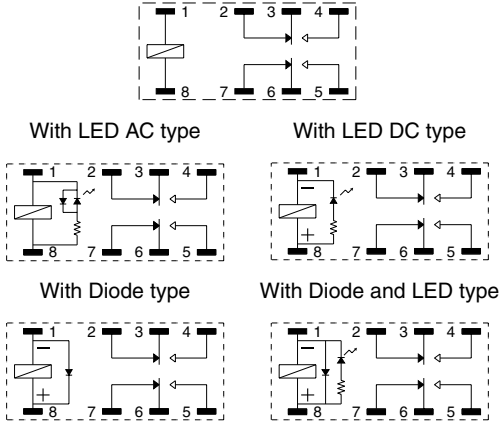 1 2 3 4
8 7 6 5
With LED AC type With LED DC type
1 2 3 4 1 2 3 4
−
+
8 7 6 5 8 7 6 5
With Diode type With Diode and LED type
1 2 3 4 1 2 3 4
− −
+ +
8 7 6 5 8 7 6 5